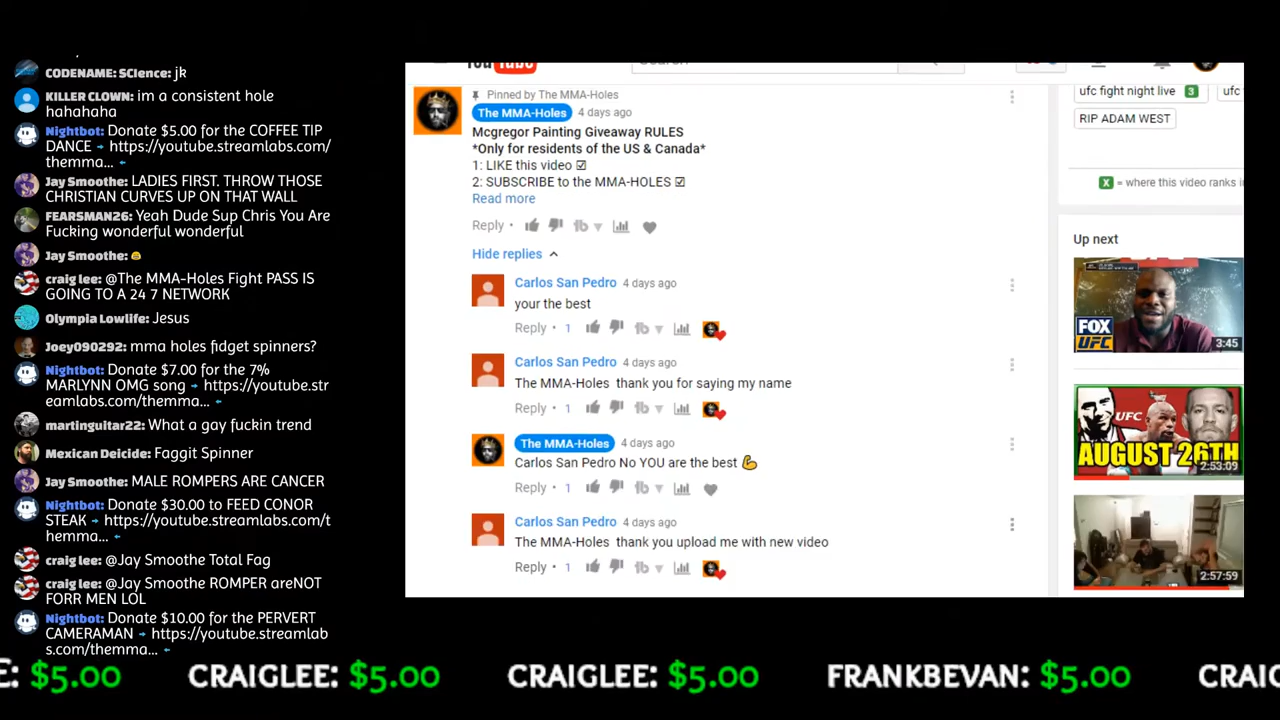 CODENAME: SCIence: jk
KILLER CLOWN: im a consistent hole
hahahaha
Nightbot: Donate $5.00 for the COFFEE TIP
DANCE → https://youtube.streamlabs.com/
themma... ←
Jay Smoothe: LADIES FIRST. THROW THOSE
CHRISTIAN CURVES UP ON THAT WALL
FEARSMAN26: Yeah Dude Sup Chris You Are
Fucking wonderful wonderful
Jay Smoothe: 😊
craig lee: @The MMA-Holes Fight PASS IS
GOING TO A 24 7 NETWORK
Olympia Lowlife: Jesus
Joey090292: mma holes fidget spinners?
Nightbot: Donate $7.00 for the 7%
MARLYNN OMG song → https://youtube.str
eamlabs.com/themma... ←
martinguitar22: What a gay fuckin trend
Mexican Deicide: Faggit Spinner
Jay Smoothe: MALE ROMPERS ARE CANCER
Nightbot: Donate $30.00 to FEED CONOR
STEAK → https://youtube.streamlabs.com/t
hemma... ←
craig lee: @Jay Smoothe Total Fag
craig lee: @Jay Smoothe ROMPER areNOT
FORR MEN LOL
Nightbot: Donate $10.00 for the PERVERT
CAMERAMAN → https://youtube.streamlab
s.com/themma... ←
Pinned by The MMA-Holes
The MMA-Holes 4 days ago
Mcgregor Painting Giveaway RULES
*Only for residents of the US & Canada*
1: LIKE this video ☑
2: SUBSCRIBE to the MMA-HOLES ☑
Read more
Reply
Hide replies
Carlos San Pedro 4 days ago
your the best
Reply 1
Carlos San Pedro 4 days ago
The MMA-Holes thank you for saying my name
Reply 1
The MMA-Holes 4 days ago
Carlos San Pedro No YOU are the best 💪
Reply 1
Carlos San Pedro 4 days ago
The MMA-Holes thank you upload me with new video
Reply 1
ufc fight night live 3
RIP ADAM WEST
X = where this video ranks i
Up next
FOX
UFC
3:45
UFC
AUGUST 26TH
2:53:09
2:57:59
E: $5.00 CRAIGLEE: $5.00 CRAIGLEE: $5.00 FRANKBEVAN: $5.00 CRAIG